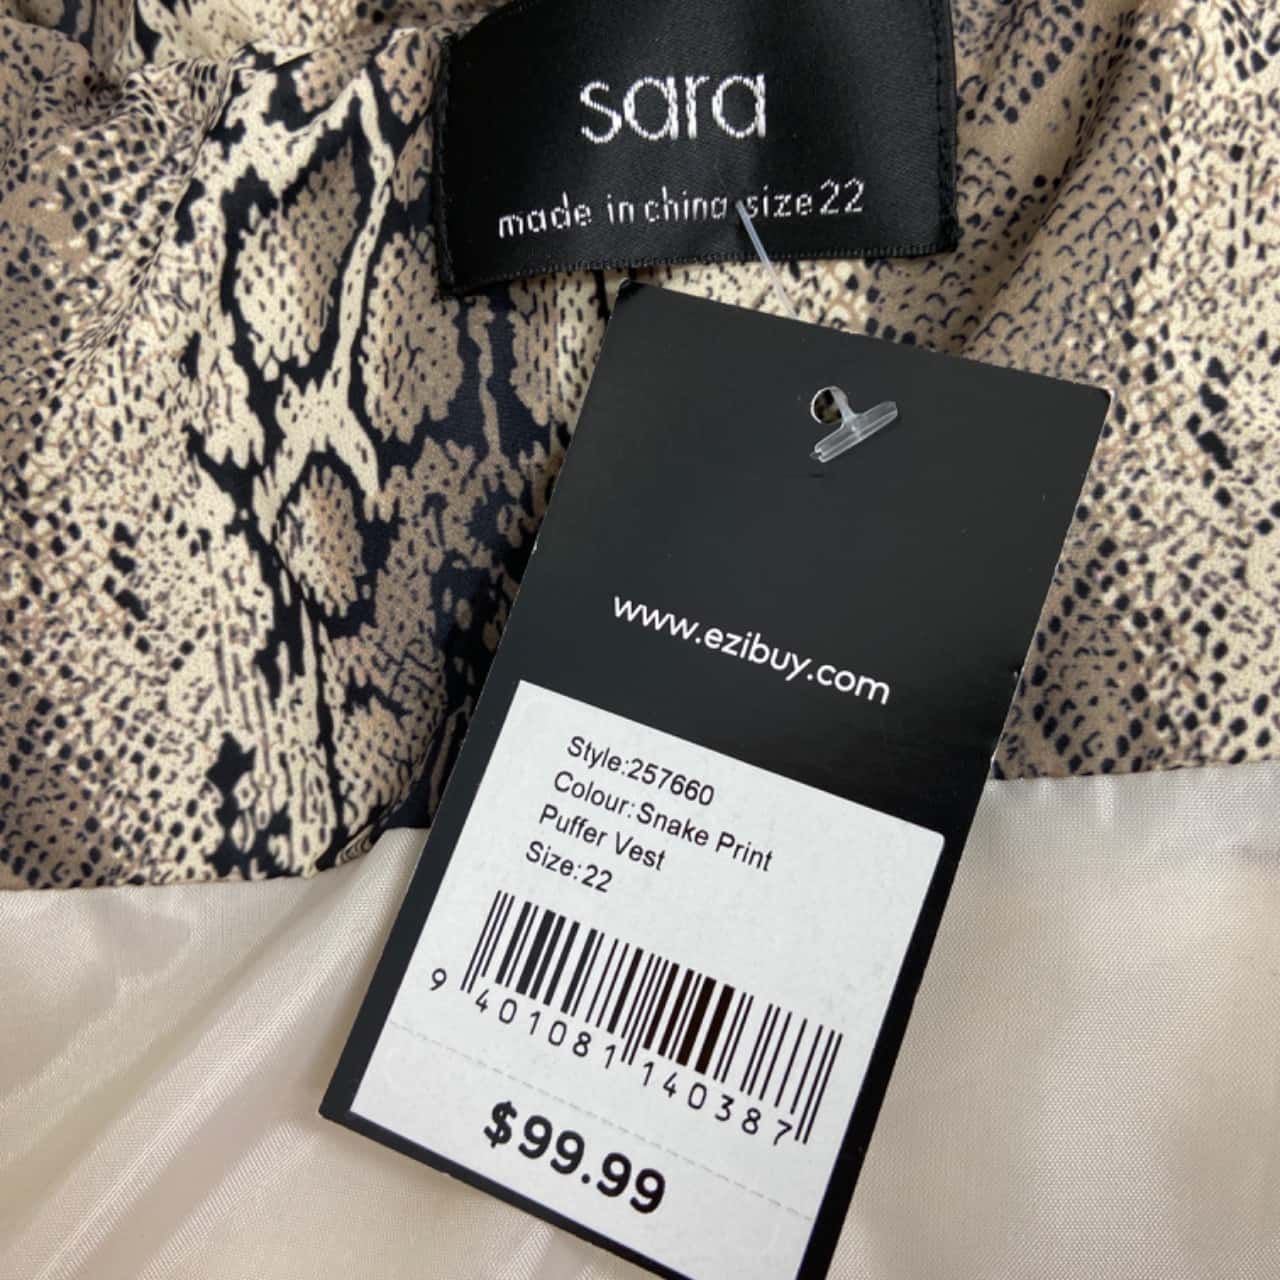 sara
made in china size 22
www.ezibuy.com
Style:257660
Colour:Snake Print
Puffer Vest
Size:22
9 401081 140387
$99.99